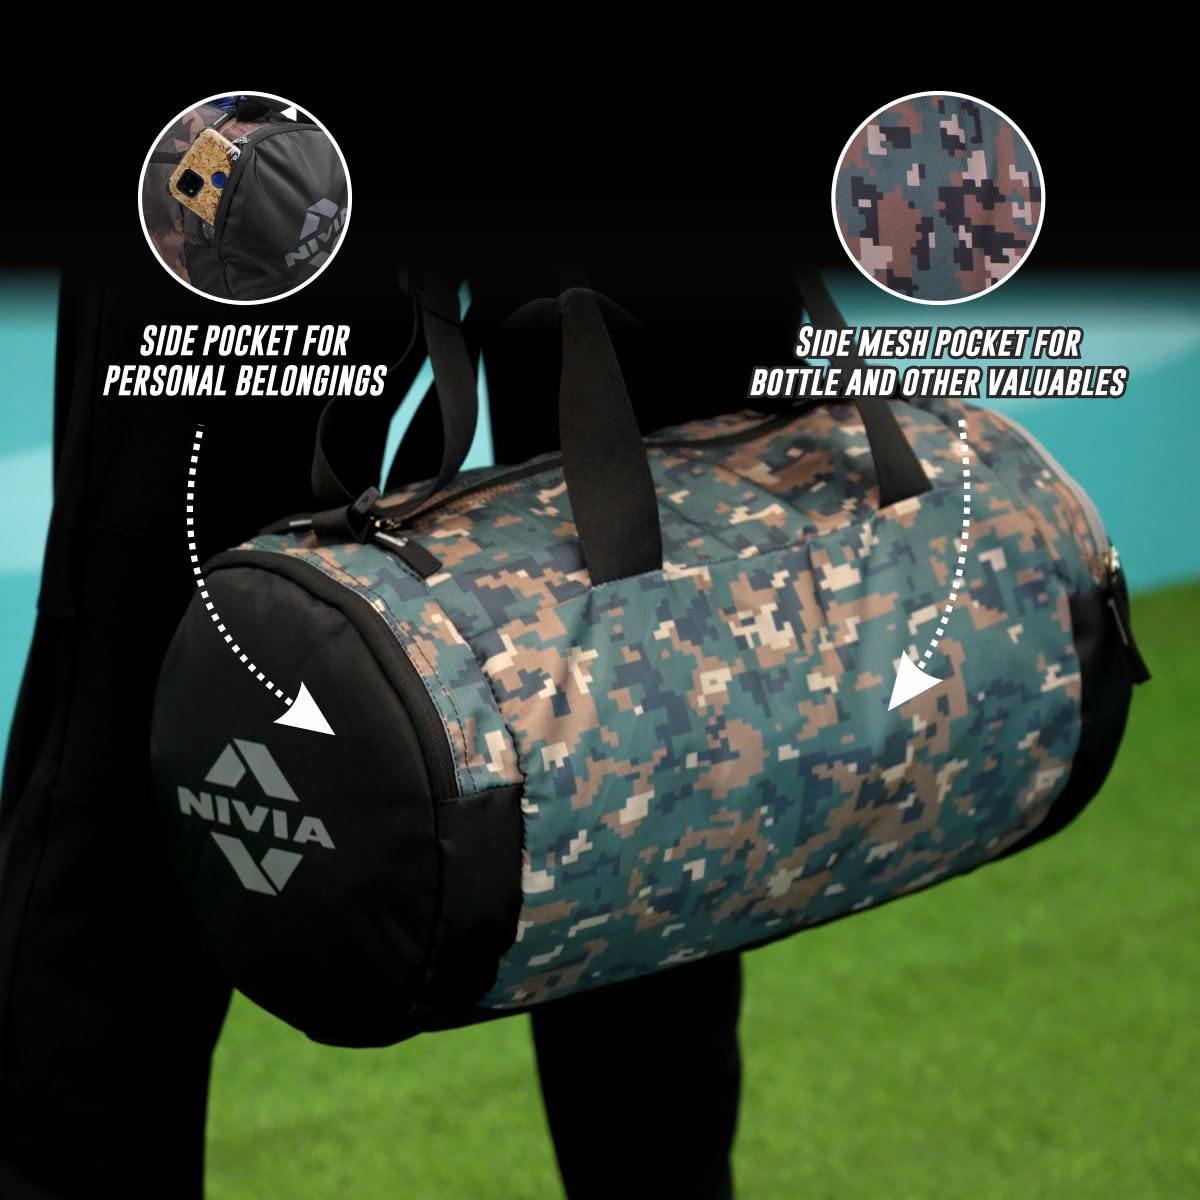 NIVIA
SIDE POCKET FOR
PERSONAL BELONGINGS
SIDE MESH POCKET FOR
BOTTLE AND OTHER VALUABLES
NIVIA